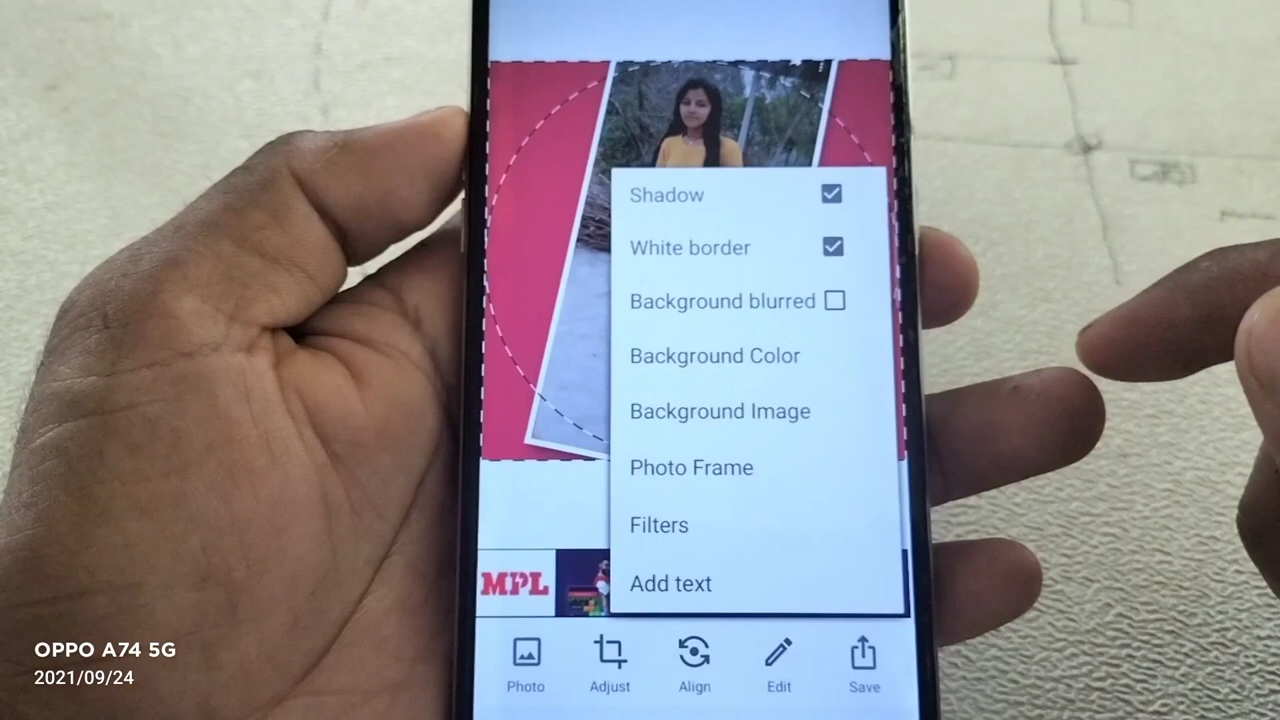 Shadow
White border
Background blurred
Background Color
Background Image
Photo Frame
Filters
Add text
MPL
Photo Adjust Align Edit Save
OPPO A74 5G
2021/09/24